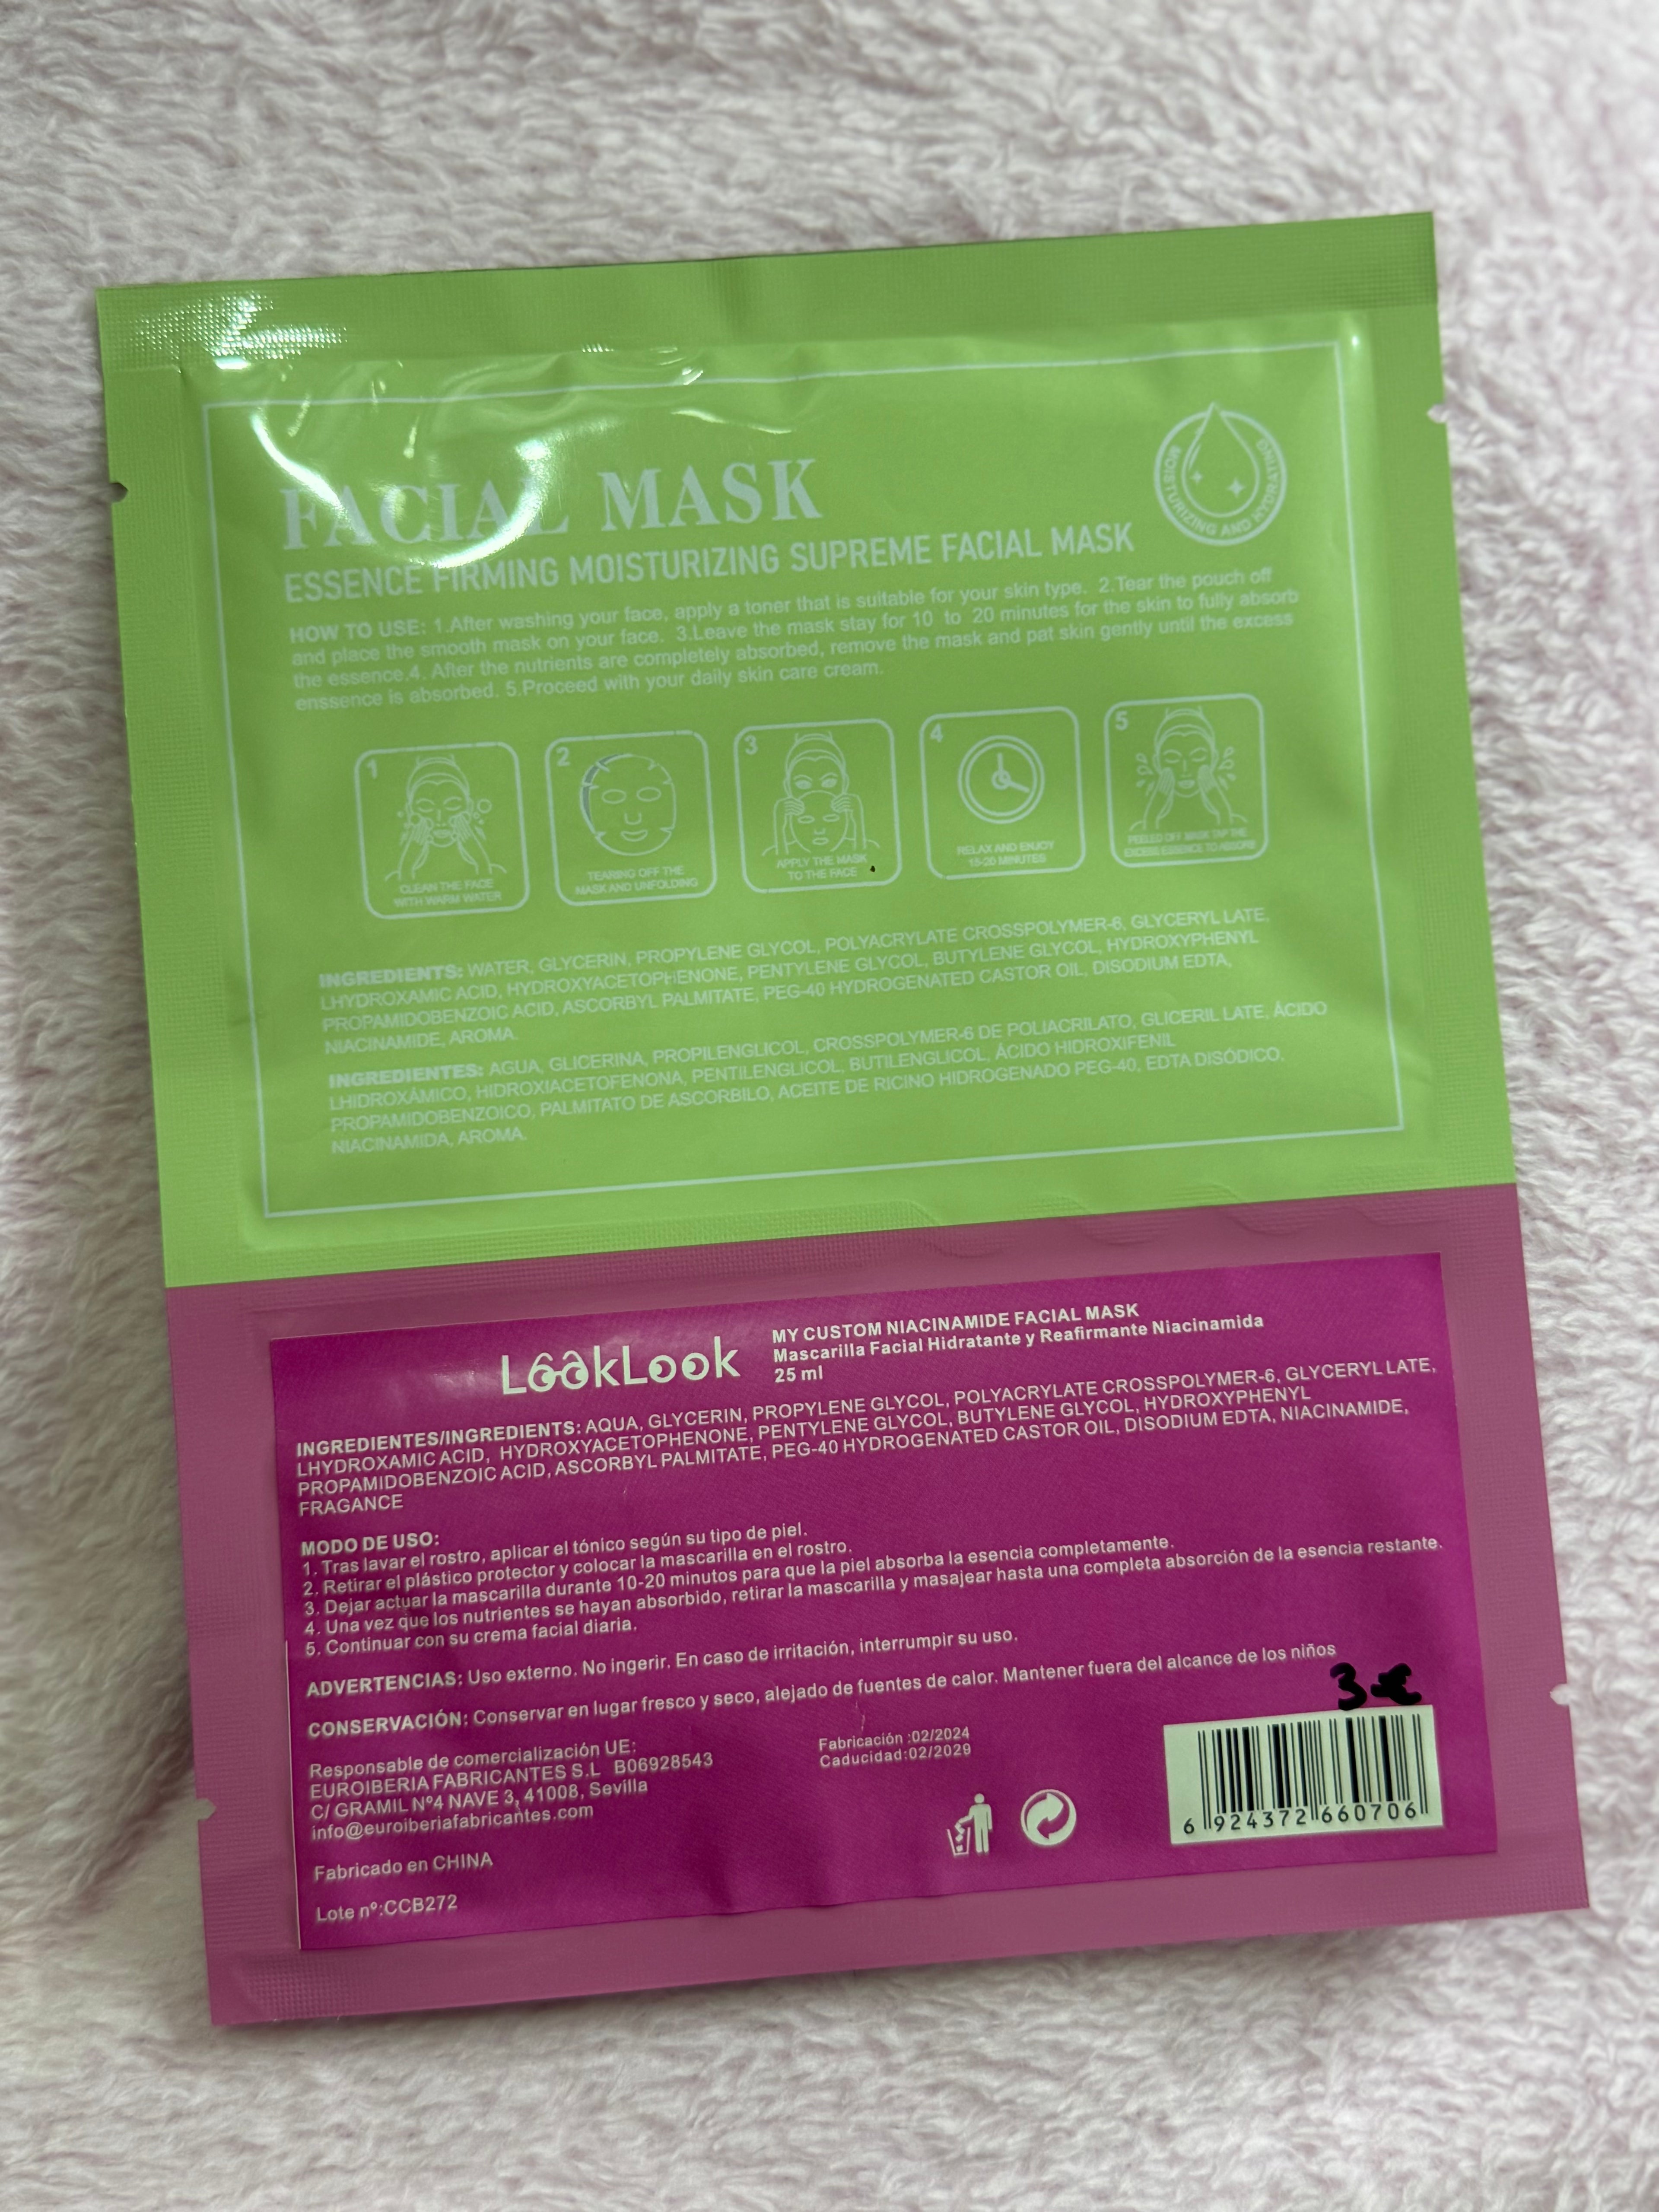 FACIAL MASK
ESSENCE FIRMING MOISTURIZING SUPREME FACIAL MASK
MOISTURIZING AND HYDRATING
HOW TO USE: 1.After washing your face, apply a toner that is suitable for your skin type. 2.Tear the pouch off
and place the smooth mask on your face. 3.Leave the mask stay for 10 to 20 minutes for the skin to fully absorb
the essence.4. After the nutrients are completely absorbed, remove the mask and pat skin gently until the excess
enssence is absorbed. 5.Proceed with your daily skin care cream.
1
CLEAN THE FACE
WITH WARM WATER
2
TEARING OFF THE
MASK AND UNFOLDING
3
APPLY THE MASK
TO THE FACE
4
RELAX AND ENJOY
15-20 MINUTES
5
PEELED OFF MASK TAP THE
EXCESS ESSENCE TO ABSORB
INGREDIENTS: WATER, GLYCERIN, PROPYLENE GLYCOL, POLYACRYLATE CROSSPOLYMER-6, GLYCERYL LATE,
LHYDROXAMIC ACID, HYDROXYACETOPHENONE, PENTYLENE GLYCOL, BUTYLENE GLYCOL, HYDROXYPHENYL
PROPAMIDOBENZOIC ACID, ASCORBYL PALMITATE, PEG-40 HYDROGENATED CASTOR OIL, DISODIUM EDTA,
NIACINAMIDE, AROMA.
INGREDIENTES: AGUA, GLICERINA, PROPILENGLICOL, CROSSPOLYMER-6 DE POLIACRILATO, GLICERIL LATE, ÁCIDO
LHIDROXÁMICO, HIDROXIACETOFENONA, PENTILENGLICOL, BUTILENGLICOL, ÁCIDO HIDROXIFENIL
PROPAMIDOBENZOICO, PALMITATO DE ASCORBILO, ACEITE DE RICINO HIDROGENADO PEG-40, EDTA DISÓDICO,
NIACINAMIDA, AROMA.
LookLook
MY CUSTOM NIACINAMIDE FACIAL MASK
Mascarilla Facial Hidratante y Reafirmante Niacinamida
25 ml
INGREDIENTES/INGREDIENTS: AQUA, GLYCERIN, PROPYLENE GLYCOL, POLYACRYLATE CROSSPOLYMER-6, GLYCERYL LATE,
LHYDROXAMIC ACID, HYDROXYACETOPHENONE, PENTYLENE GLYCOL, BUTYLENE GLYCOL, HYDROXYPHENYL
PROPAMIDOBENZOIC ACID, ASCORBYL PALMITATE, PEG-40 HYDROGENATED CASTOR OIL, DISODIUM EDTA, NIACINAMIDE,
FRAGANCE
MODO DE USO:
1. Tras lavar el rostro, aplicar el tónico según su tipo de piel.
2. Retirar el plástico protector y colocar la mascarilla en el rostro.
3. Dejar actuar la mascarilla durante 10-20 minutos para que la piel absorba la esencia completamente.
4. Una vez que los nutrientes se hayan absorbido, retirar la mascarilla y masajear hasta una completa absorción de la esencia restante.
5. Continuar con su crema facial diaria.
ADVERTENCIAS: Uso externo. No ingerir. En caso de irritación, interrumpir su uso.
CONSERVACIÓN: Conservar en lugar fresco y seco, alejado de fuentes de calor. Mantener fuera del alcance de los niños
3 €
Responsable de comercialización UE:
EUROIBERIA FABRICANTES S.L B06928543
C/ GRAMIL Nº4 NAVE 3, 41008, Sevilla
info@euroiberiafabricantes.com
Fabricación :02/2024
Caducidad:02/2029
Fabricado en CHINA
Lote nº:CCB272
6 924372 660706